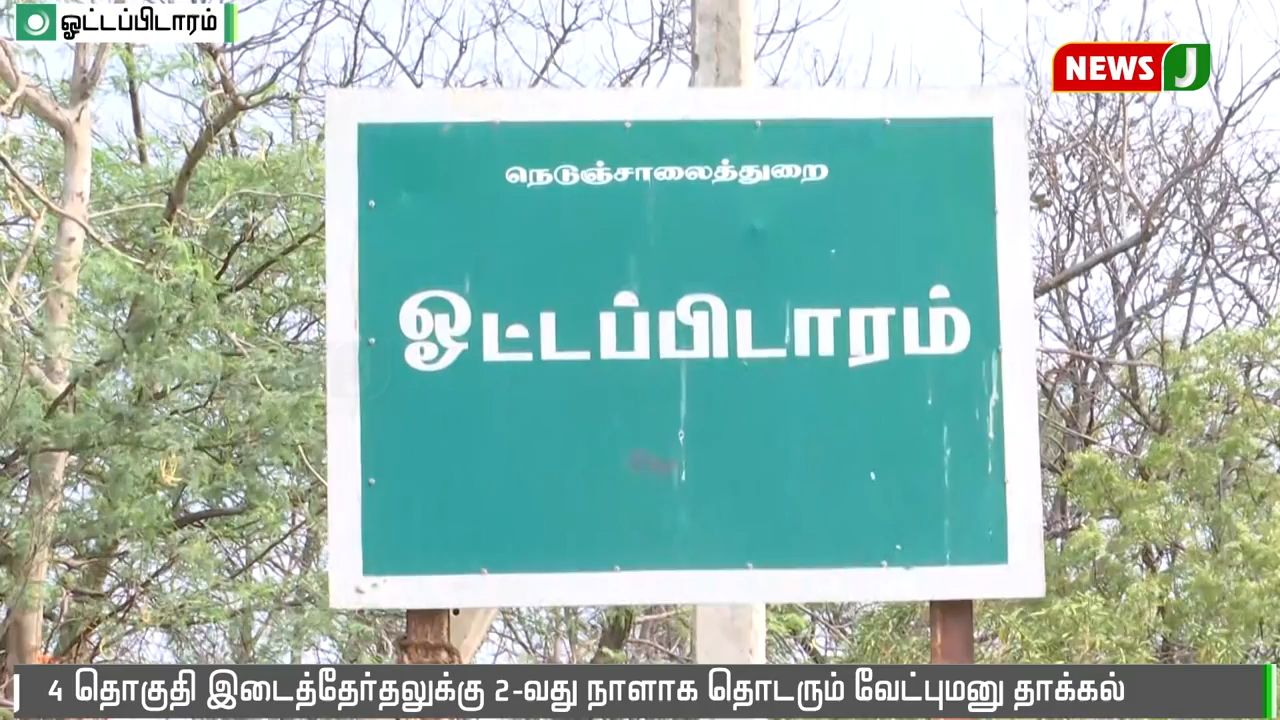 ஓட்டப்பிடாரம்
NEWS J
நெடுஞ்சாலைத்துறை
ஓட்டப்பிடாரம்
4 தொகுதி இடைத்தேர்தலுக்கு 2-வது நாளாக தொடரும் வேட்புமனு தாக்கல்